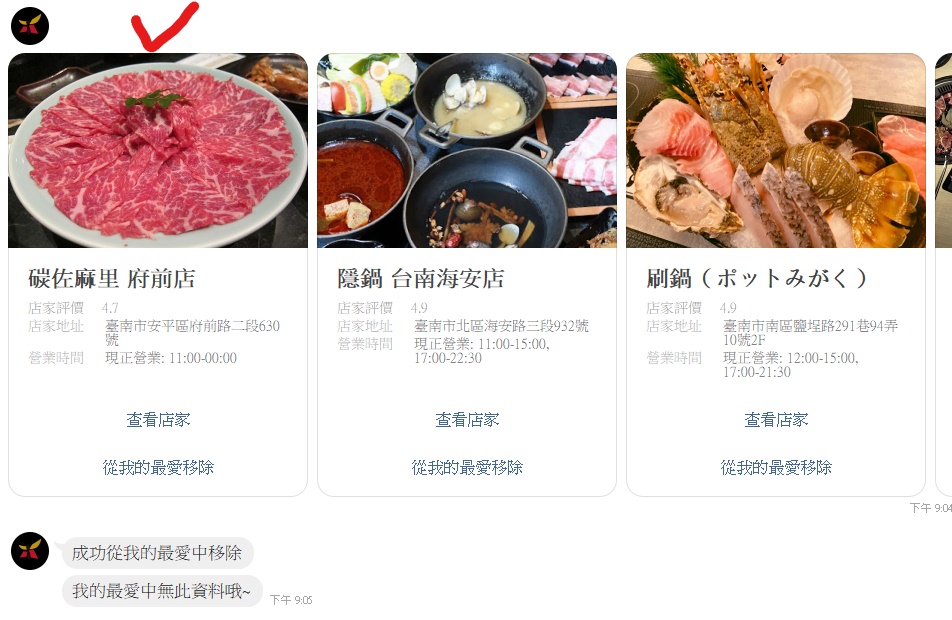 碳佐麻里 府前店
店家評價 4.7
店家地址 臺南市安平區府前路二段630
號
營業時間 現正營業: 11:00-00:00
查看店家
從我的最愛移除
隱鍋 台南海安店
店家評價 4.9
店家地址 臺南市北區海安路三段932號
營業時間 現正營業: 11:00-15:00,
17:00-22:30
查看店家
從我的最愛移除
刷鍋（ポットみがく）
店家評價 4.9
店家地址 臺南市南區鹽埕路291巷94弄
10號2F
營業時間 現正營業: 12:00-15:00,
17:00-21:30
查看店家
從我的最愛移除
下午 9:04
成功從我的最愛中移除
我的最愛中無此資料哦~
下午 9:05